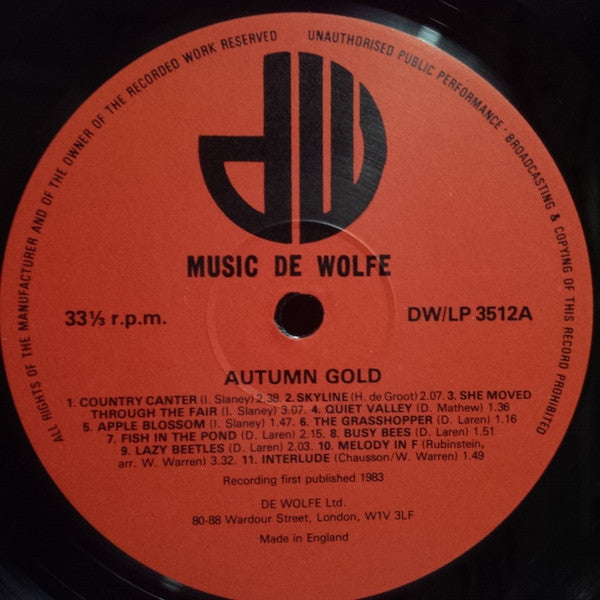 ALL RIGHTS OF THE MANUFACTURER AND OF THE OWNER OF THE RECORDED WORK RESERVED
UNAUTHORISED PUBLIC PERFORMANCE · BROADCASTING & COPYING OF THIS RECORD PROHIBITED
dW
MUSIC DE WOLFE
33⅓ r.p.m.
DW/LP 3512A
AUTUMN GOLD
1. COUNTRY CANTER (I. Slaney) 2.38 2. SKYLINE (H. de Groot) 2.07. 3. SHE MOVED
THROUGH THE FAIR (I. Slaney) 3.07. 4. QUIET VALLEY (D. Mathew) 1.36
5. APPLE BLOSSOM (I. Slaney) 1.47. 6. THE GRASSHOPPER (D. Laren) 1.16
7. FISH IN THE POND (D. Laren) 2.15. 8. BUSY BEES (D. Laren) 1.51
9. LAZY BEETLES (D. Laren) 2.03. 10. MELODY IN F (Rubinstein,
arr. W. Warren) 3.32. 11. INTERLUDE (Chausson/W. Warren) 1.49
Recording first published 1983
DE WOLFE Ltd.
80-88 Wardour Street, London, W1V 3LF
Made in England